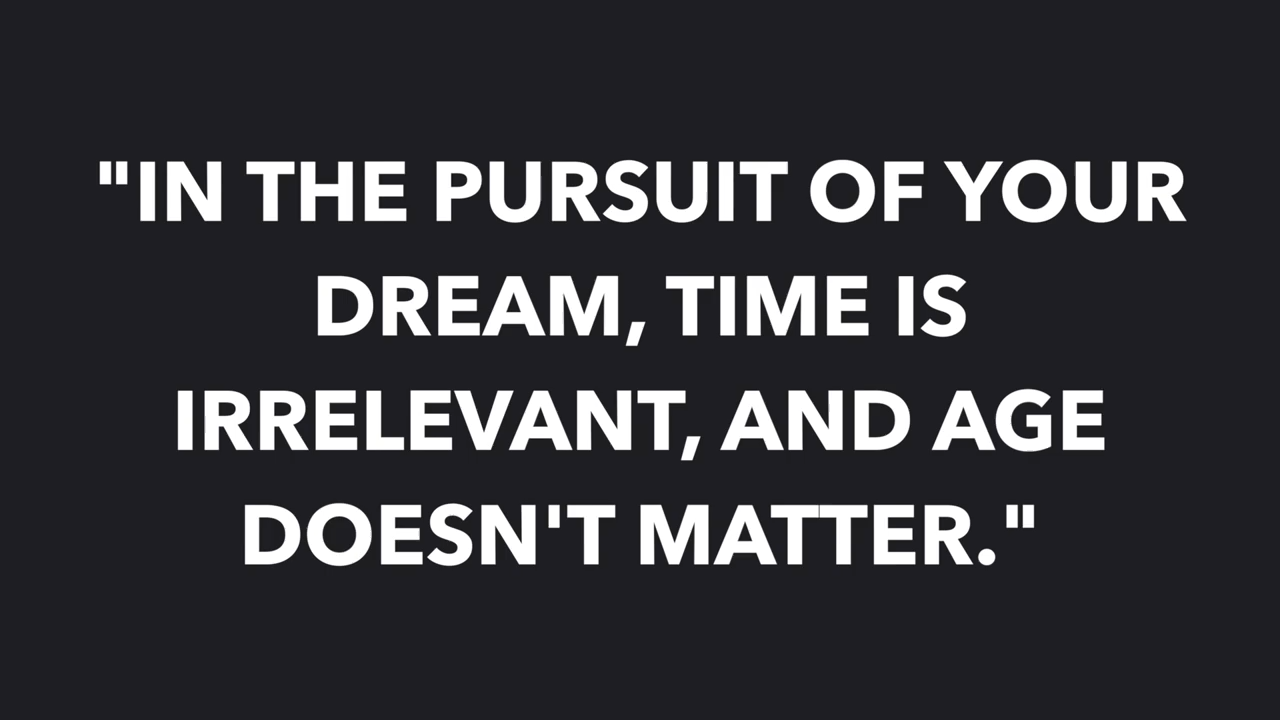 "IN THE PURSUIT OF YOUR
DREAM, TIME IS
IRRELEVANT, AND AGE
DOESN'T MATTER."